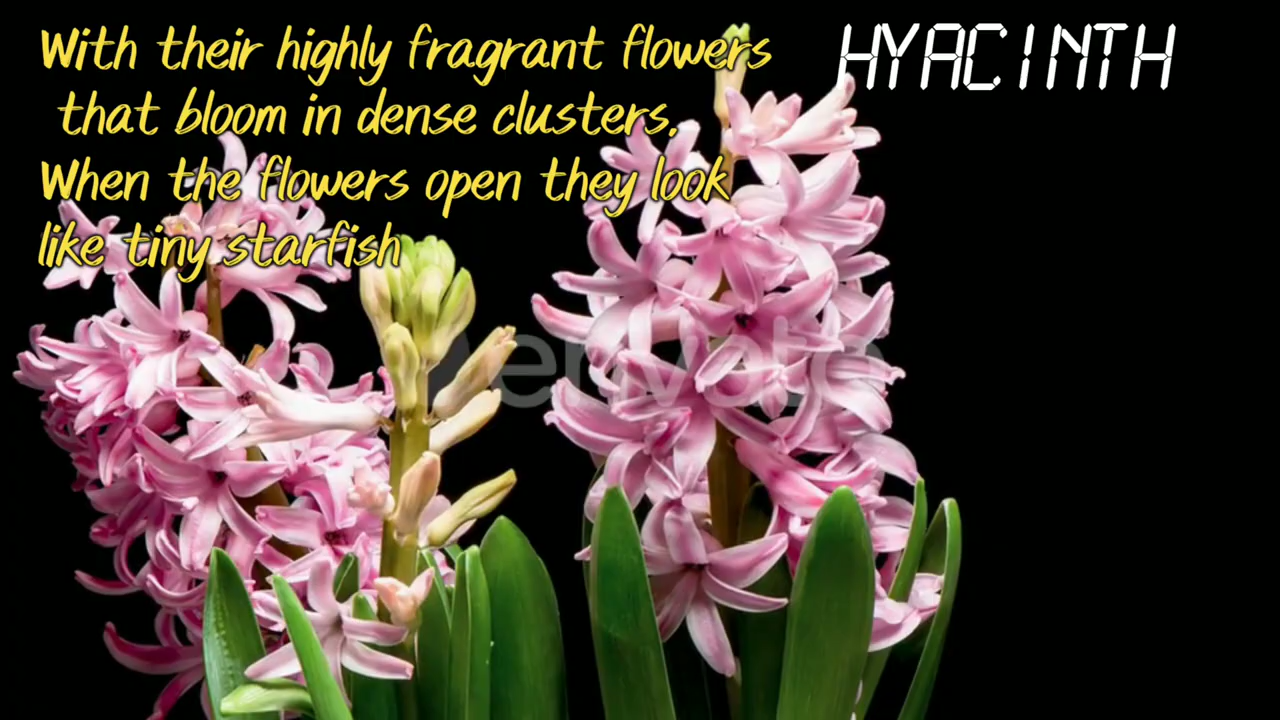 With their highly fragrant flowers
that bloom in dense clusters,
When the flowers open they look
like tiny starfish
HYACINTH
envato